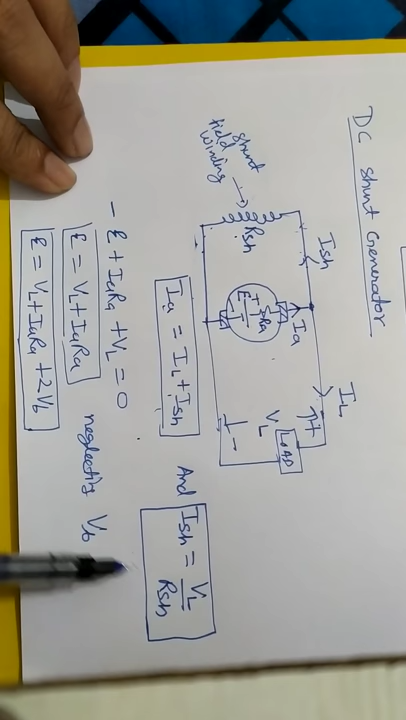 DC Shunt Generator
Ish
IL
Shunt
field
winding
Rsh
E
Ra
Ia
+
VL
LOAD
-
Ia = IL + Ish And Ish = VL / Rsh
- E + IaRa + VL = 0
E = VL + IaRa neglecting Vb
E = VL + IaRa + 2Vb